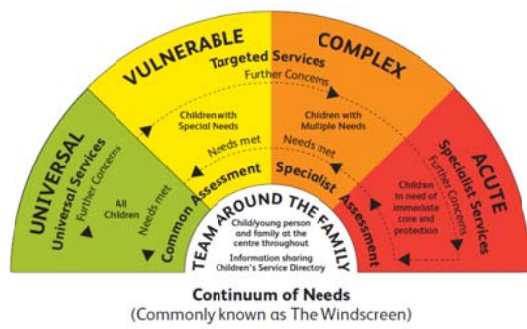 UNIVERSAL
Universal Services
Further Concerns
All
Children
Needs met
VULNERABLE
Targeted Services
Further Concerns
Children with
Special Needs
Needs met
Common Assessment
COMPLEX
Children with
Multiple Needs
Needs met
Specialist Assessment
ACUTE
Specialist Services
Further Concerns
Children
in need of
immediate
care and
protection
TEAM AROUND THE FAMILY
Child/young person
and family at the
centre throughout
Information sharing
Children's Service Directory
Continuum of Needs
(Commonly known as The Windscreen)